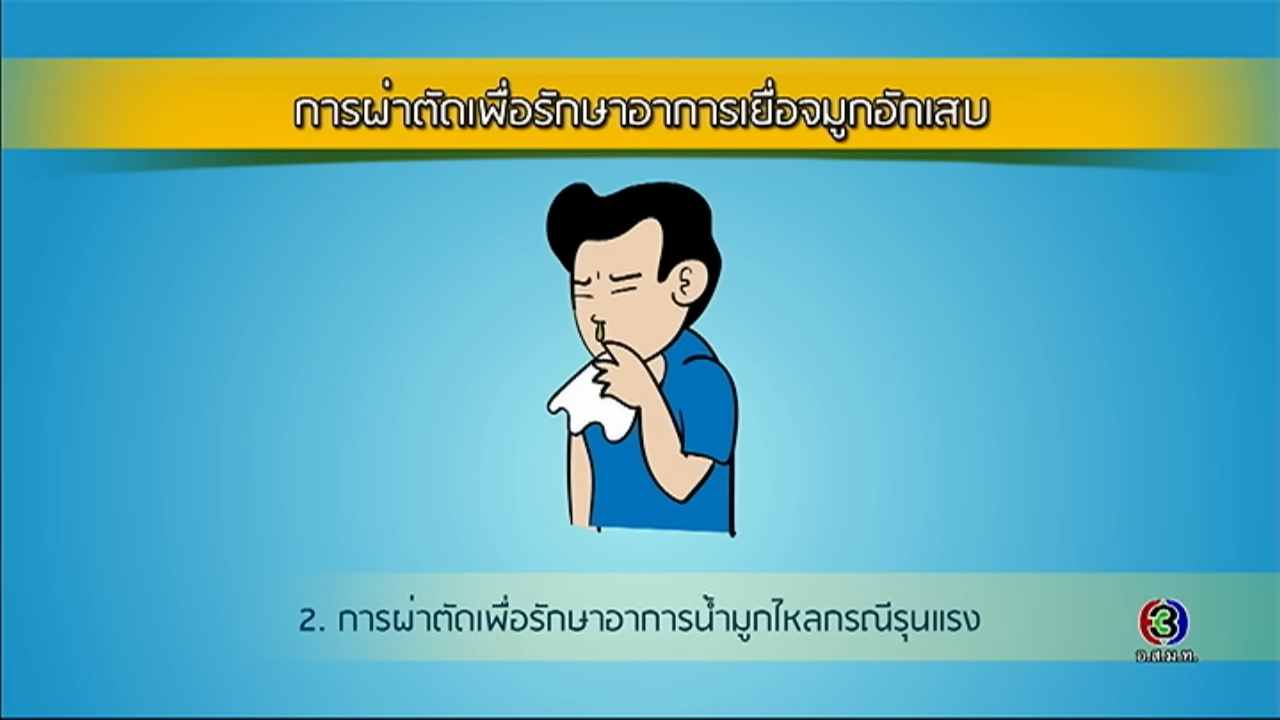 การผ่าตัดเพื่อรักษาอาการเยื่อจมูกอักเสบ
2. การผ่าตัดเพื่อรักษาอาการน้ำมูกไหลกรณีรุนแรง
3
อ.ส.ม.ท.